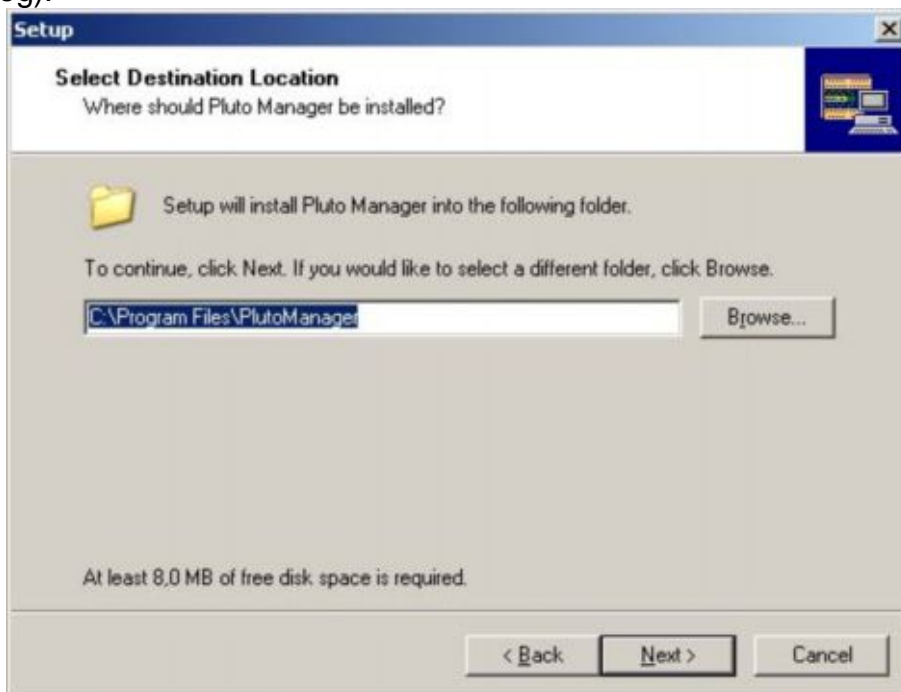 Setup
Select Destination Location
Where should Pluto Manager be installed?
Setup will install Pluto Manager into the following folder.
To continue, click Next. If you would like to select a different folder, click Browse.
C:\Program Files\PlutoManager
Browse...
At least 8,0 MB of free disk space is required.
< Back
Next >
Cancel